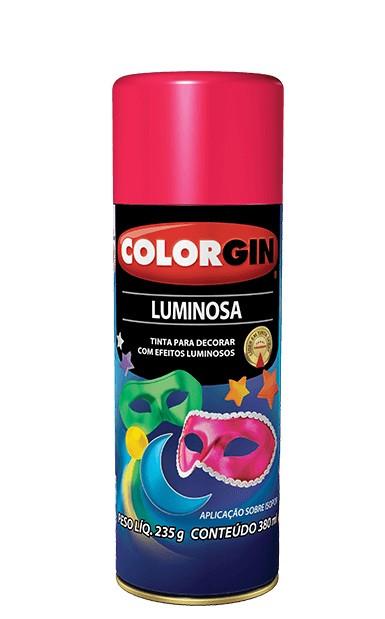 COLORGIN
LUMINOSA
TINTA PARA DECORAR
COM EFEITOS LUMINOSOS
APLICAÇÃO SOBRE ISOPOR
PESO LÍQ. 235 g CONTEÚDO 380 ml